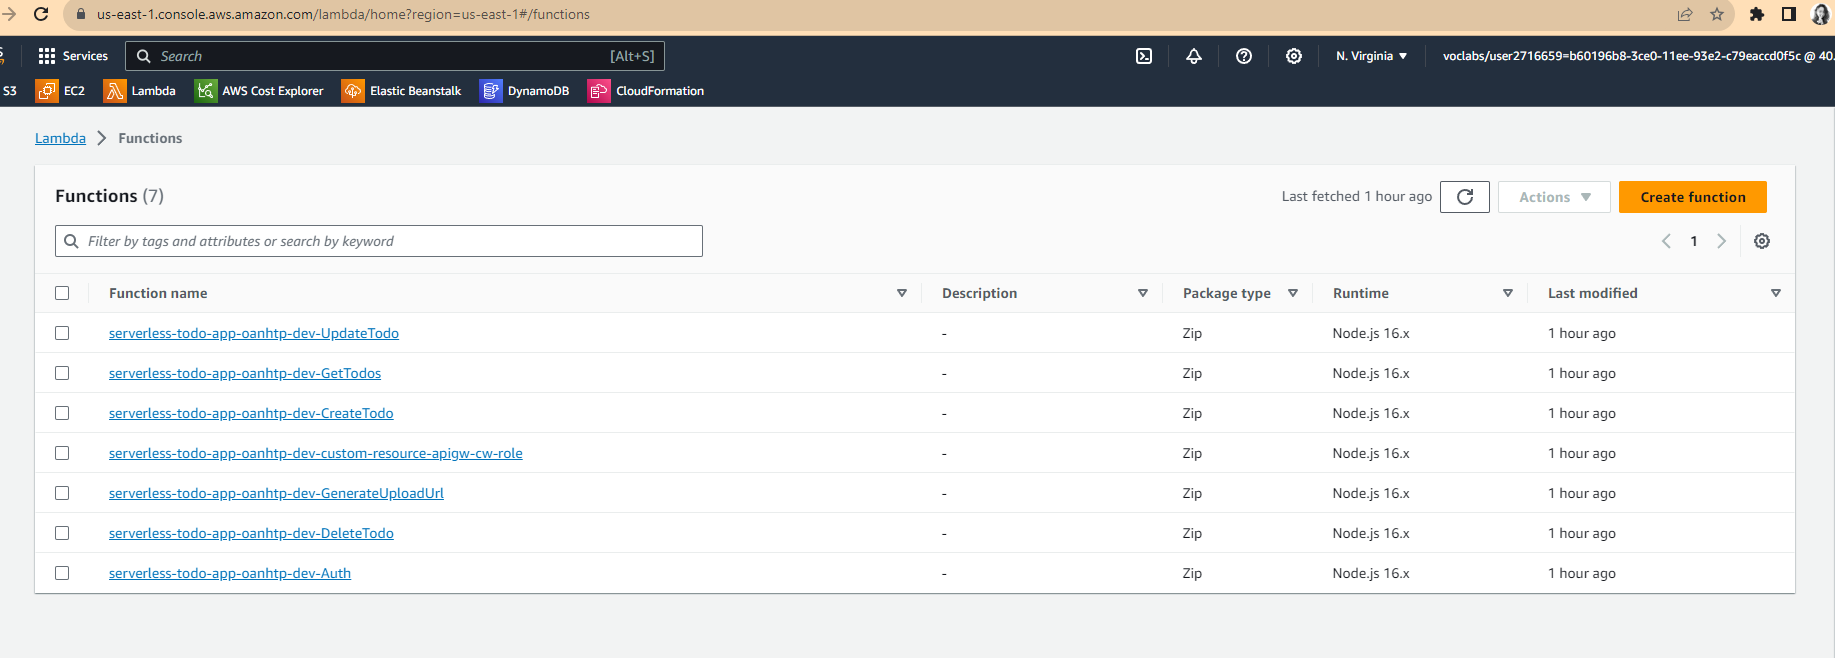 us-east-1.console.aws.amazon.com/lambda/home?region=us-east-1#/functions
Services Search [Alt+S] N. Virginia voclabs/user2716659=b60196b8-3ce0-11ee-93e2-c79eaccd0f5c @ 40.
S3 EC2 Lambda AWS Cost Explorer Elastic Beanstalk DynamoDB CloudFormation
Lambda Functions
Functions (7) Last fetched 1 hour ago Actions Create function
Filter by tags and attributes or search by keyword 1
Function name Description Package type Runtime Last modified
serverless-todo-app-oanhtp-dev-UpdateTodo - Zip Node.js 16.x 1 hour ago
serverless-todo-app-oanhtp-dev-GetTodos - Zip Node.js 16.x 1 hour ago
serverless-todo-app-oanhtp-dev-CreateTodo - Zip Node.js 16.x 1 hour ago
serverless-todo-app-oanhtp-dev-custom-resource-apigw-cw-role - Zip Node.js 16.x 1 hour ago
serverless-todo-app-oanhtp-dev-GenerateUploadUrl - Zip Node.js 16.x 1 hour ago
serverless-todo-app-oanhtp-dev-DeleteTodo - Zip Node.js 16.x 1 hour ago
serverless-todo-app-oanhtp-dev-Auth - Zip Node.js 16.x 1 hour ago